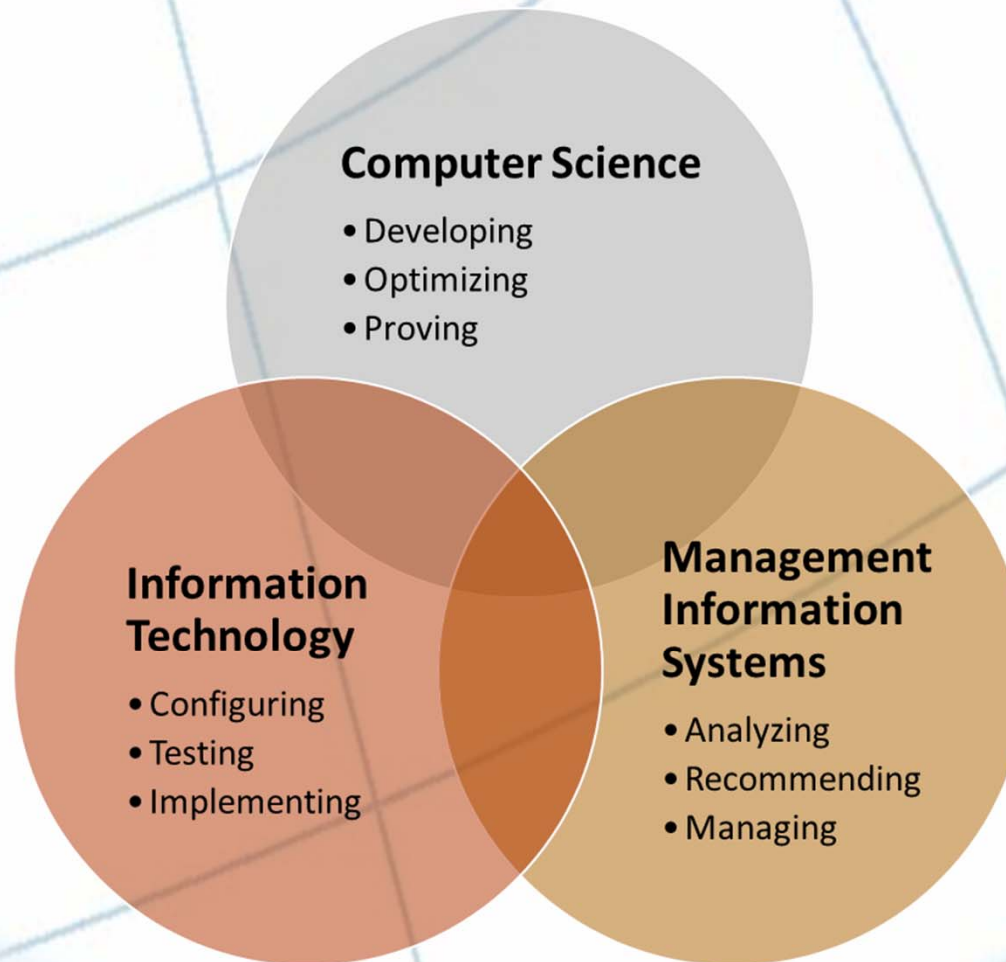 Computer Science
• Developing
• Optimizing
• Proving
Information
Technology
• Configuring
• Testing
• Implementing
Management
Information
Systems
• Analyzing
• Recommending
• Managing